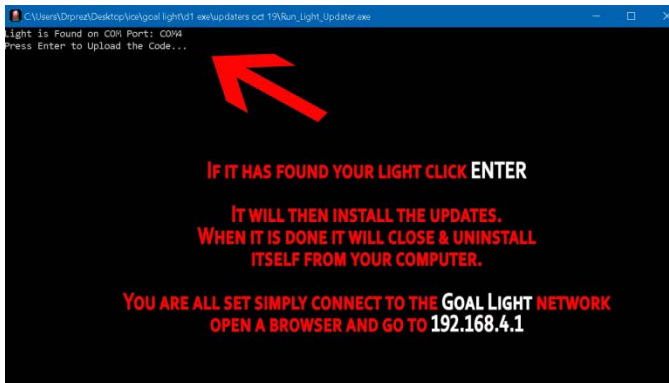 C:\Users\Drprez\Desktop\ice\goal light\d1 exe\updaters oct 19\Run_Light_Updater.exe
Light is Found on COM Port: COM4
Press Enter to Upload the Code...
IF IT HAS FOUND YOUR LIGHT CLICK ENTER
IT WILL THEN INSTALL THE UPDATES.
WHEN IT IS DONE IT WILL CLOSE & UNINSTALL
ITSELF FROM YOUR COMPUTER.
YOU ARE ALL SET SIMPLY CONNECT TO THE GOAL LIGHT NETWORK
OPEN A BROWSER AND GO TO 192.168.4.1